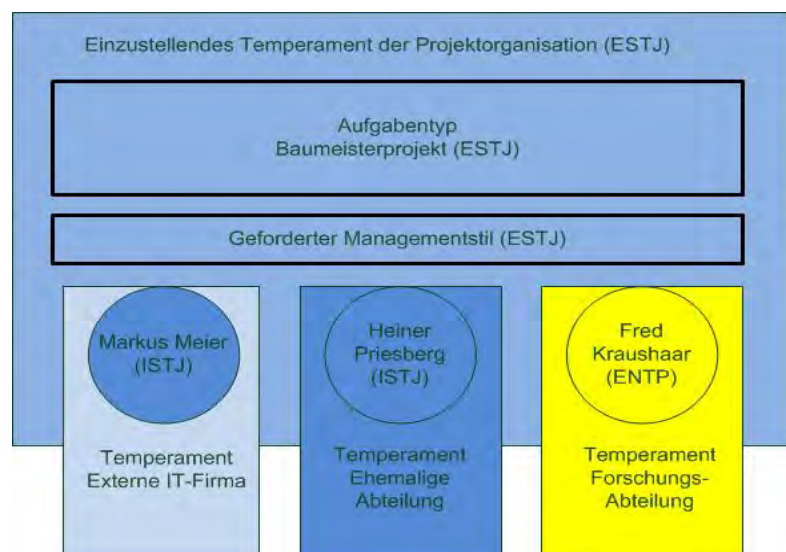 Einzustellendes Temperament der Projektorganisation (ESTJ)
Aufgabentyp
Baumeisterprojekt (ESTJ)
Geforderter Managementstil (ESTJ)
Markus Meier
(ISTJ)
Temperament
Externe IT-Firma
Heiner
Priesberg
(ISTJ)
Temperament
Ehemalige
Abteilung
Fred
Kraushaar
(ENTP)
Temperament
Forschungs-
Abteilung